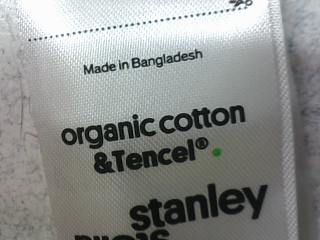 Made in Bangladesh
organic cotton
&Tencel®
stanley